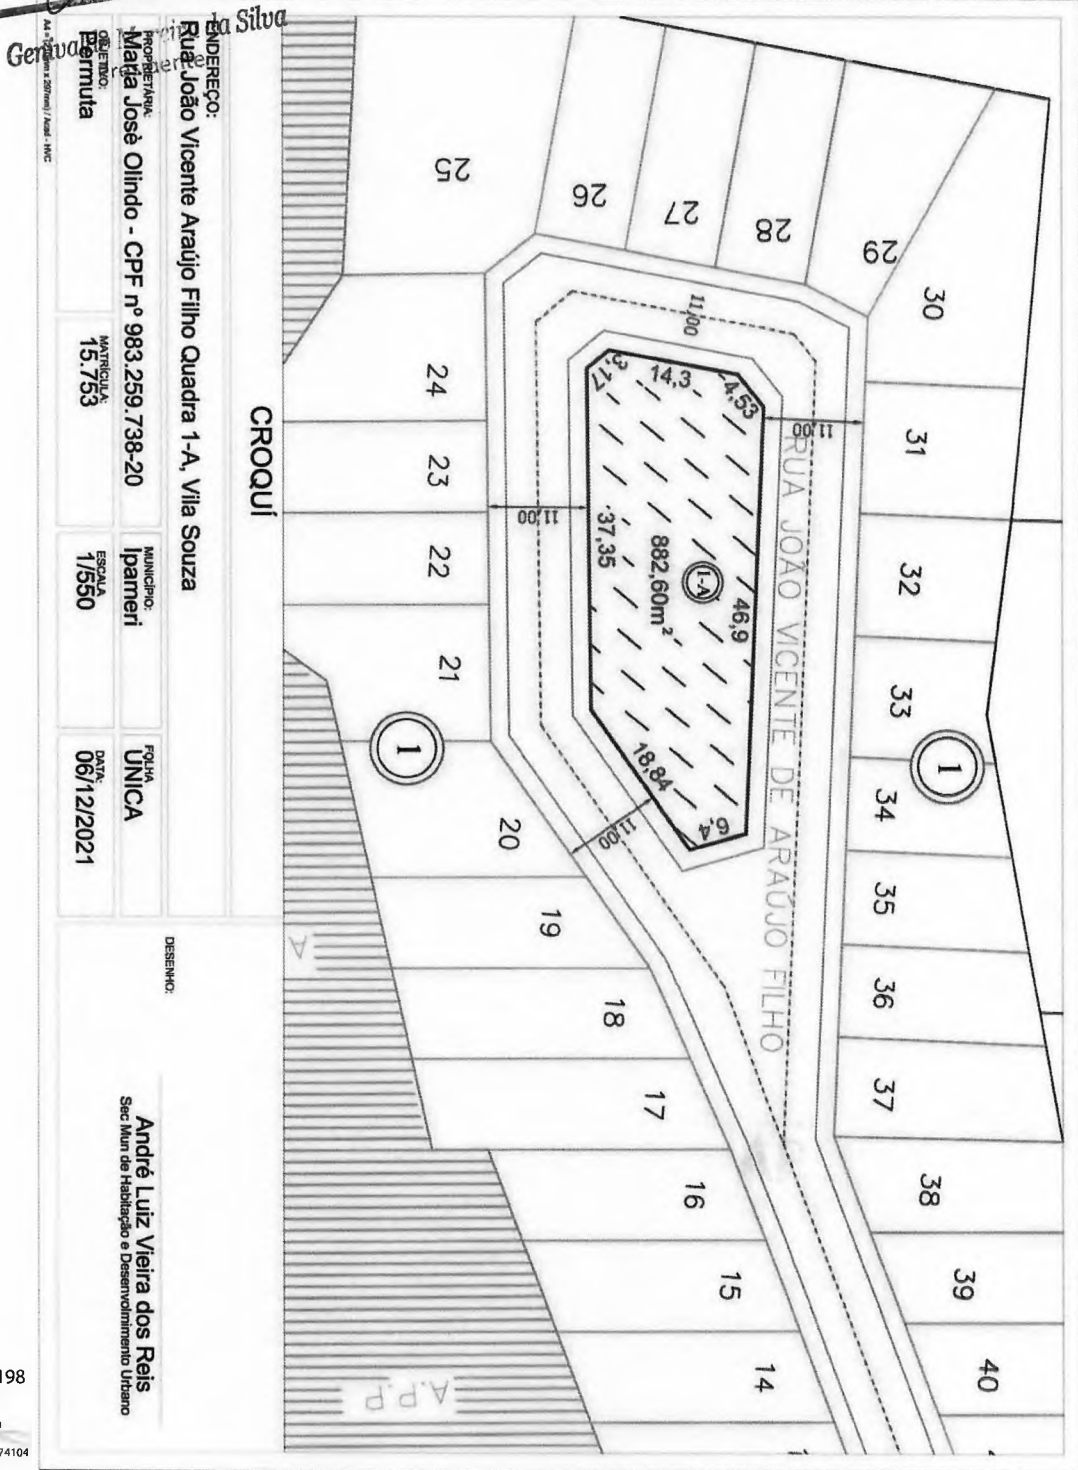 CROQUÍ
ENDEREÇO:
Rua João Vicente Araújo Filho Quadra 1-A, Vila Souza
PROPRIETÁRIA:
Maria Josè Olindo - CPF nº 983.259.738-20
MUNICÍPIO:
Ipameri
FOLHA
ÚNICA
OBJETIVO:
Permuta
MATRÍCULA:
15.753
ESCALA
1/550
DATA:
06/12/2021
DESENHO:
André Luiz Vieira dos Reis
Sec Mun de Habitação e Desenvolmimento Urbano
da Silva
RUA JOÃO VICENTE DE ARAÚJO FILHO
1-A
882,60m²
46,9
37,35
18,84
6,4
14,3
4,53
3,17
11,00
11,00
11,00
11,00
25
26
27
28
29
30
31
32
33
34
35
36
37
38
39
40
24
23
22
21
20
19
18
17
16
15
14
1
1
A
A.P.P
198
74104